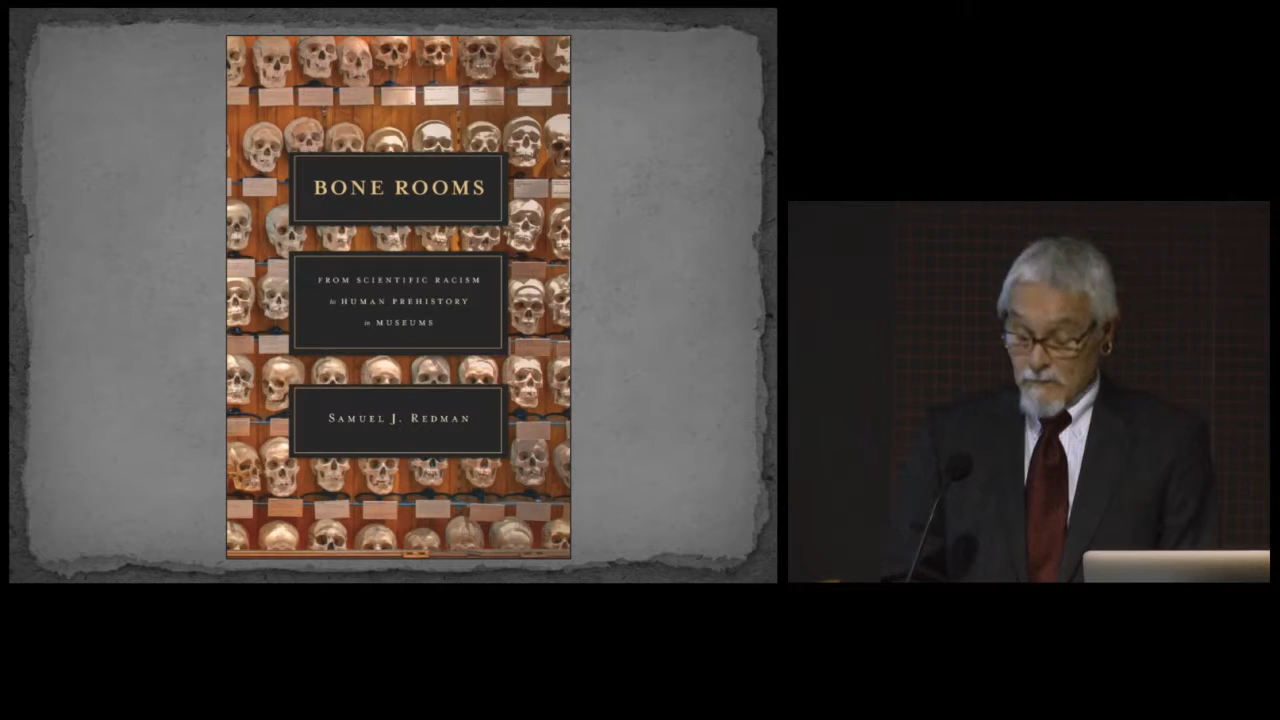 BONE ROOMS
FROM SCIENTIFIC RACISM
to HUMAN PREHISTORY
in MUSEUMS
SAMUEL J. REDMAN